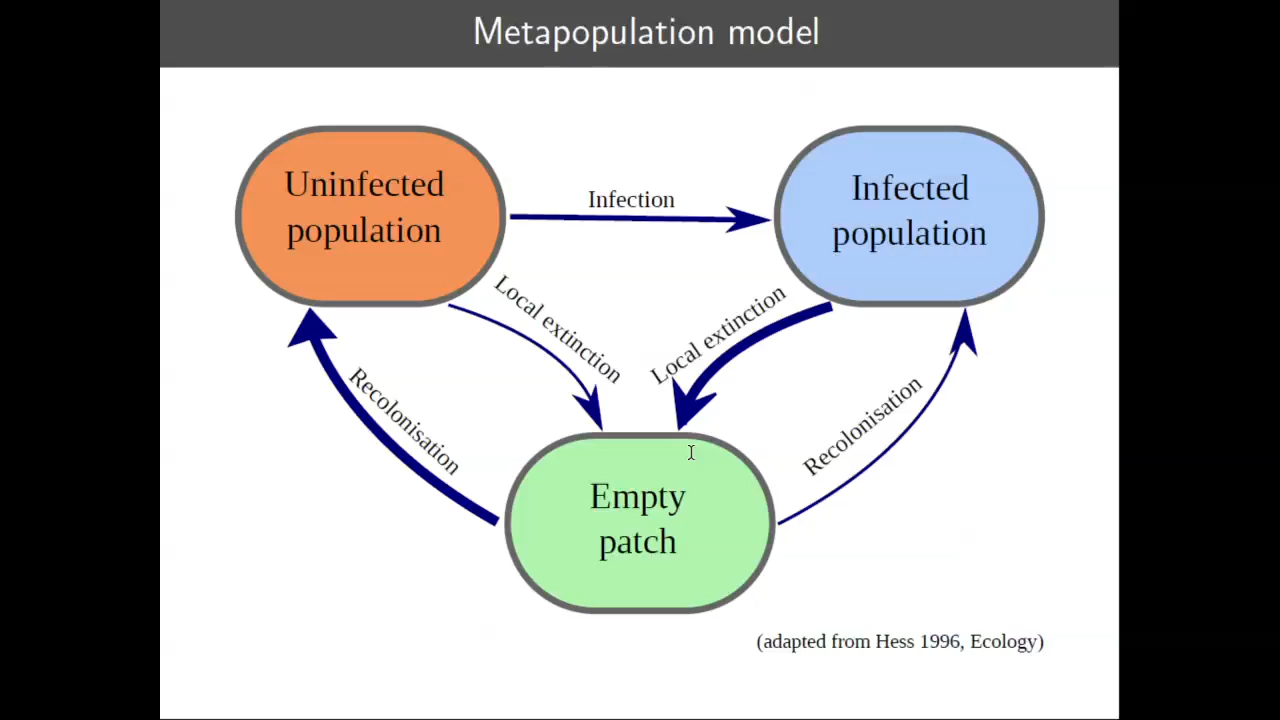 Metapopulation model
Uninfected
population
Infection
Infected
population
Local extinction
Local extinction
Recolonisation
Recolonisation
Empty
patch
(adapted from Hess 1996, Ecology)